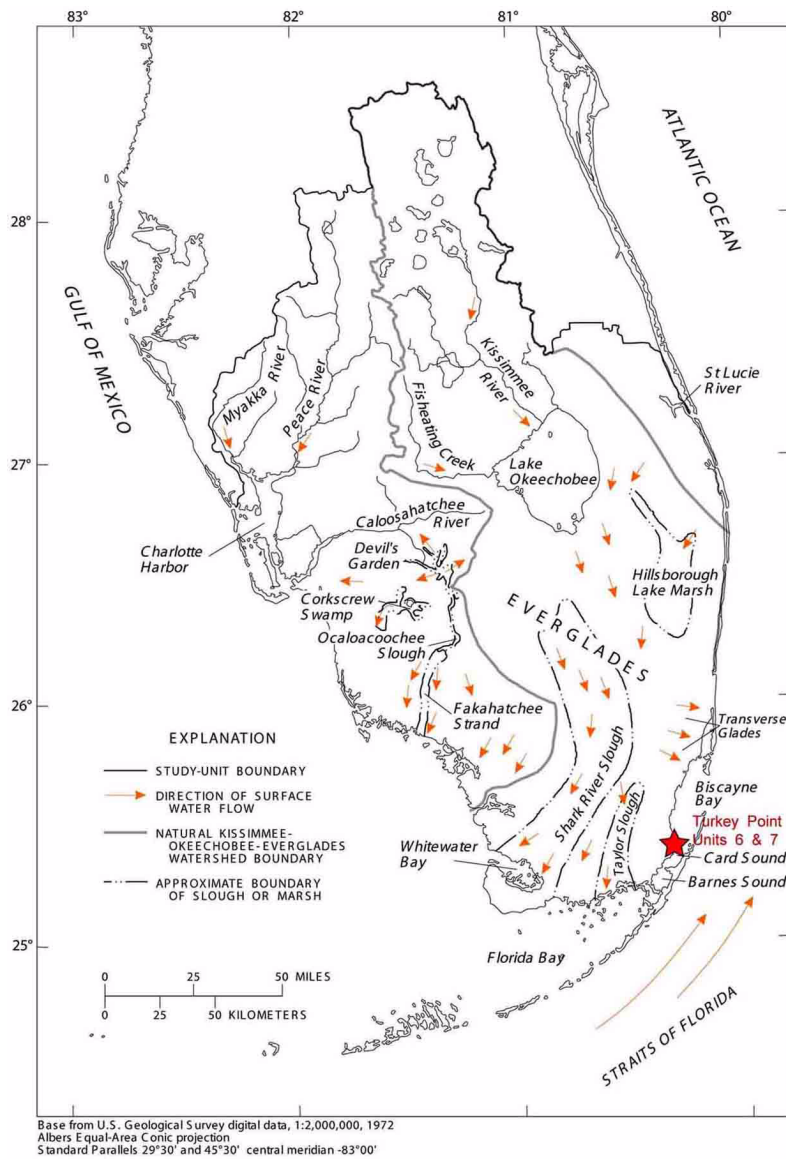 83°
82°
81°
80°
ATLANTIC OCEAN
28°
GULF OF MEXICO
Kissimmee
River
St Lucie
River
Myakka River
Peace River
Fisheating
Creek
27°
Lake
Okeechobee
Caloosahatchee
River
Charlotte
Harbor
Devil's
Garden
Hillsborough
Lake Marsh
Corkscrew
Swamp
EVERGLADES
Ocaloacoochee
Slough
26°
Fakahatchee
Strand
Transverse
Glades
EXPLANATION
STUDY-UNIT BOUNDARY
DIRECTION OF SURFACE
WATER FLOW
NATURAL KISSIMMEE-
OKEECHOBEE-EVERGLADES
WATERSHED BOUNDARY
APPROXIMATE BOUNDARY
OF SLOUGH OR MARSH
Shark River Slough
Taylor Slough
Biscayne
Bay
Turkey Point
Units 6 & 7
Whitewater
Bay
Card Sound
Barnes Sound
25°
Florida Bay
0 25 50 MILES
0 25 50 KILOMETERS
STRAITS OF FLORIDA
Base from U.S. Geological Survey digital data, 1:2,000,000, 1972
Albers Equal-Area Conic projection
Standard Parallels 29°30' and 45°30' central meridian -83°00'